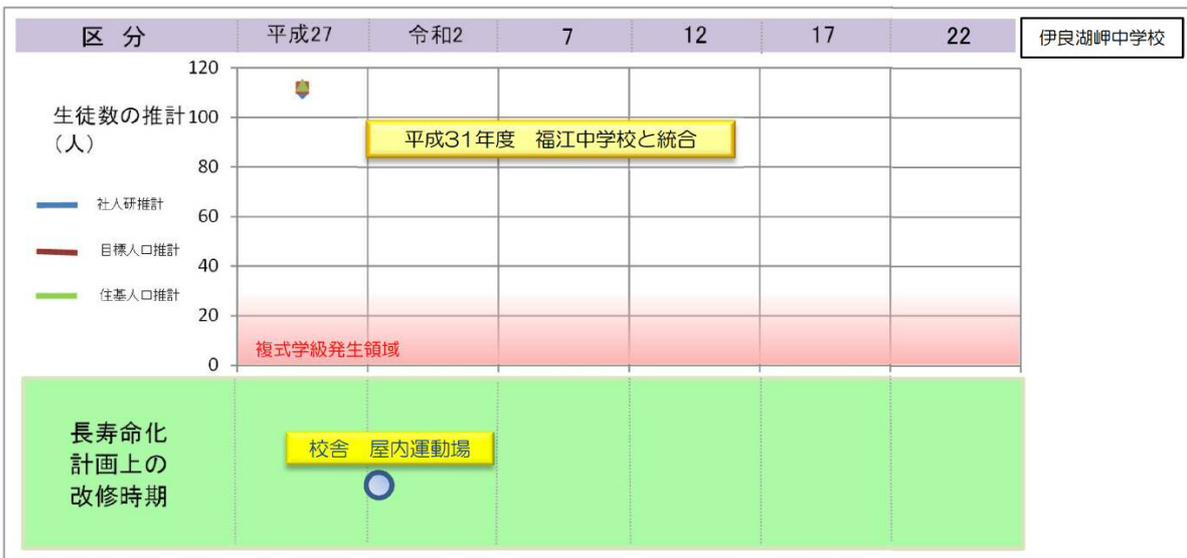 区 分 平成27 令和2 7 12 17 22 伊良湖岬中学校
120
生徒数の推計 100
（人）
平成31年度 福江中学校と統合
80
社人研推計
60
目標人口推計
40
住基人口推計
20
複式学級発生領域
0
長寿命化
計画上の
改修時期
校舎 屋内運動場